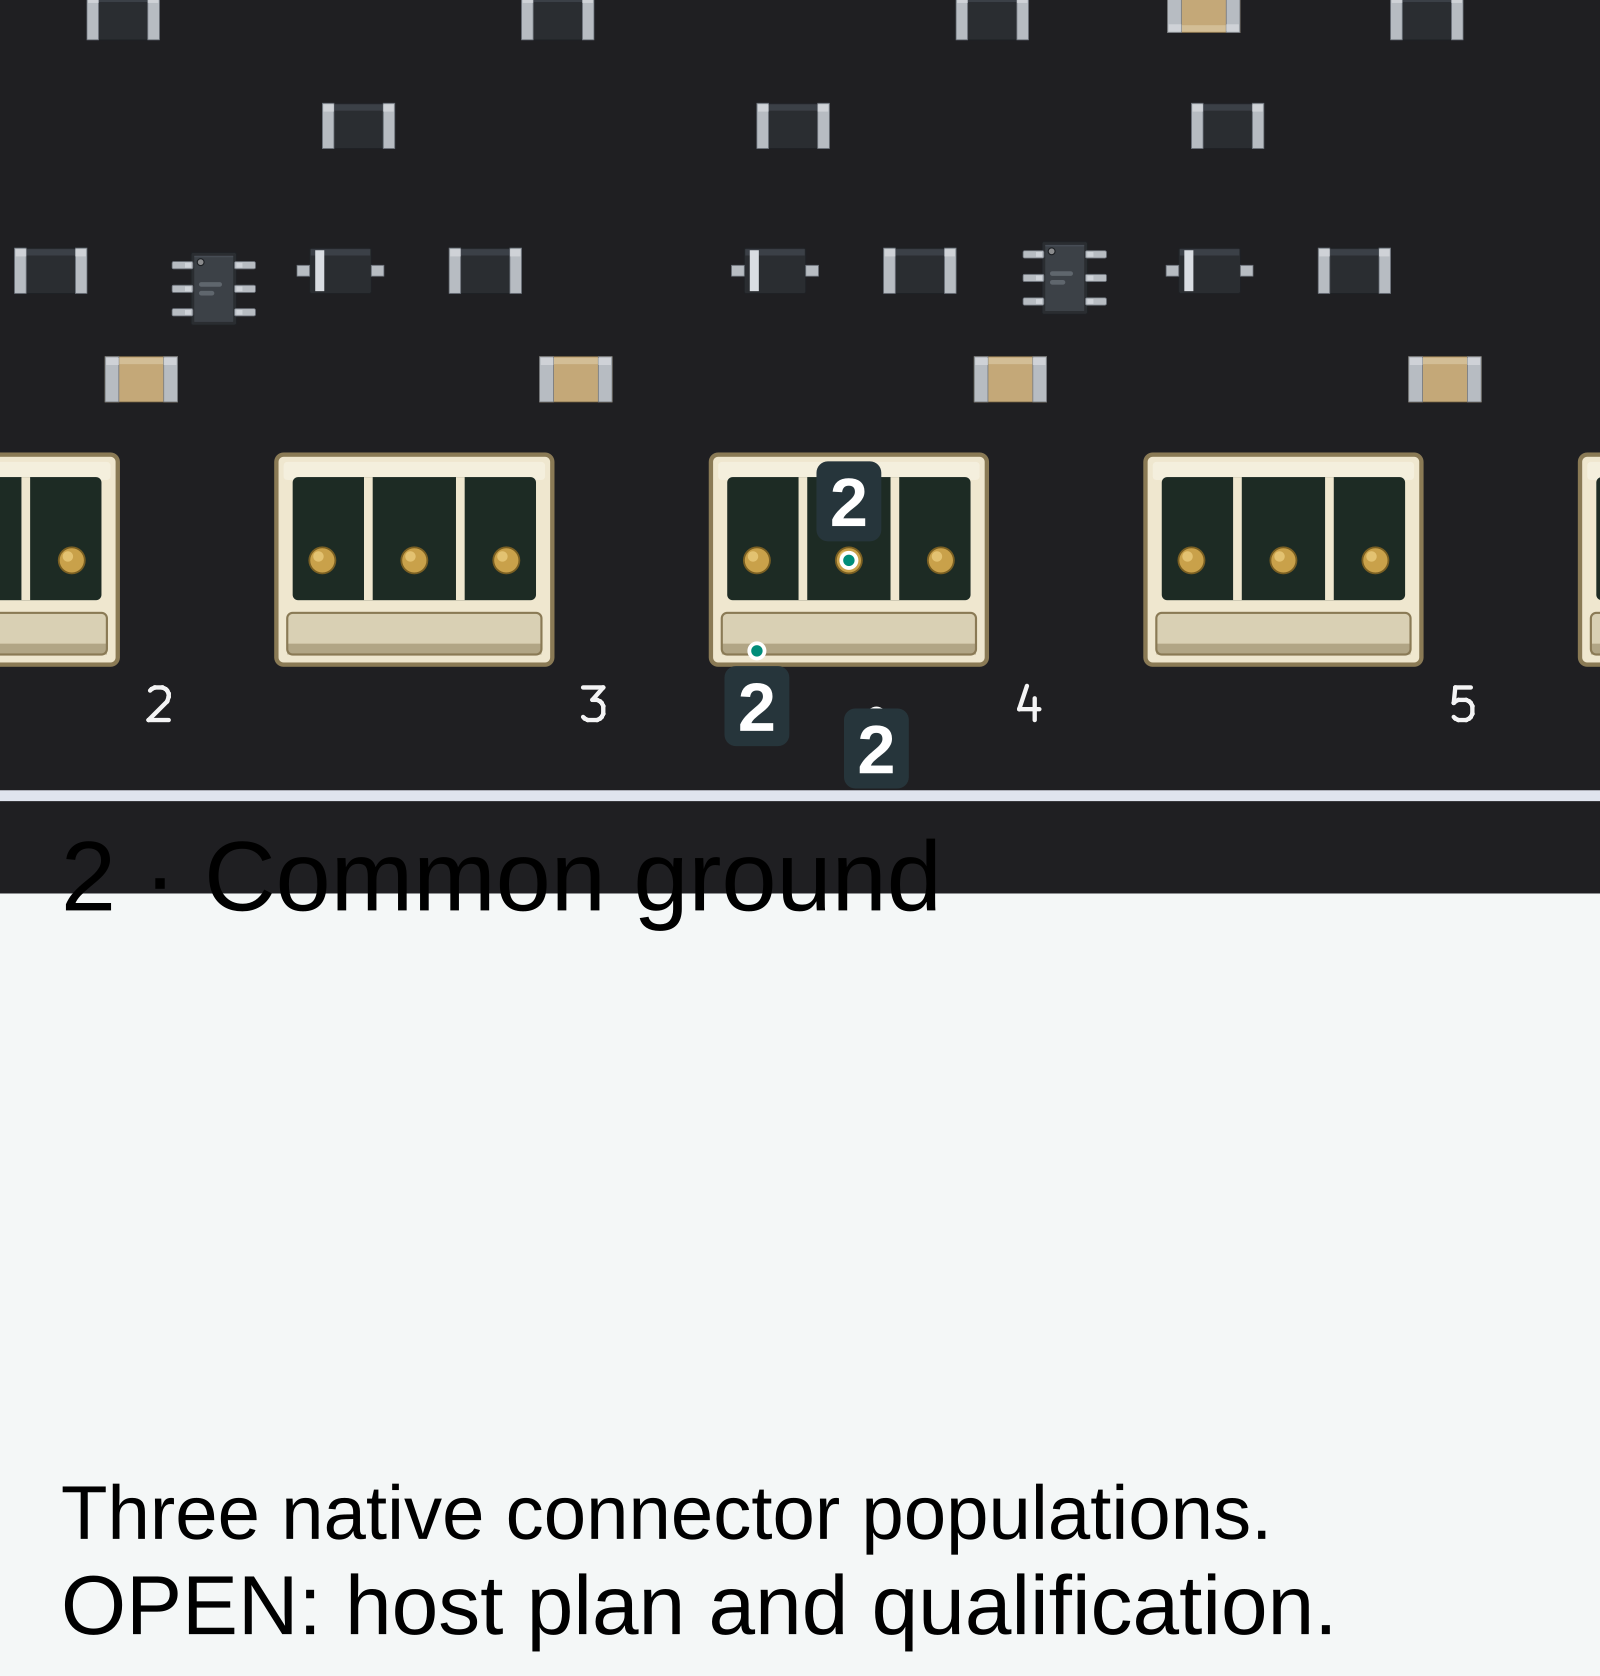 2
2
2 3 4 5
2
2 · Common ground
Three native connector populations.
OPEN: host plan and qualification.